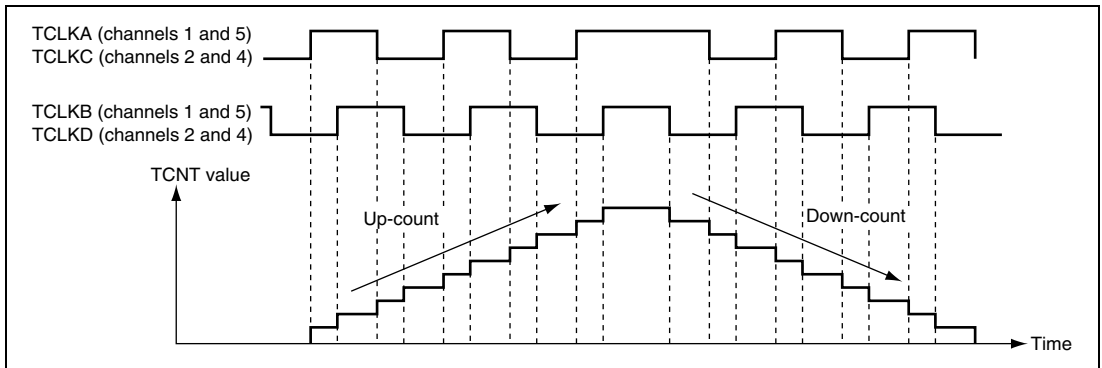 TCLKA (channels 1 and 5)
TCLKC (channels 2 and 4)
TCLKB (channels 1 and 5)
TCLKD (channels 2 and 4)
TCNT value
Up-count
Down-count
Time